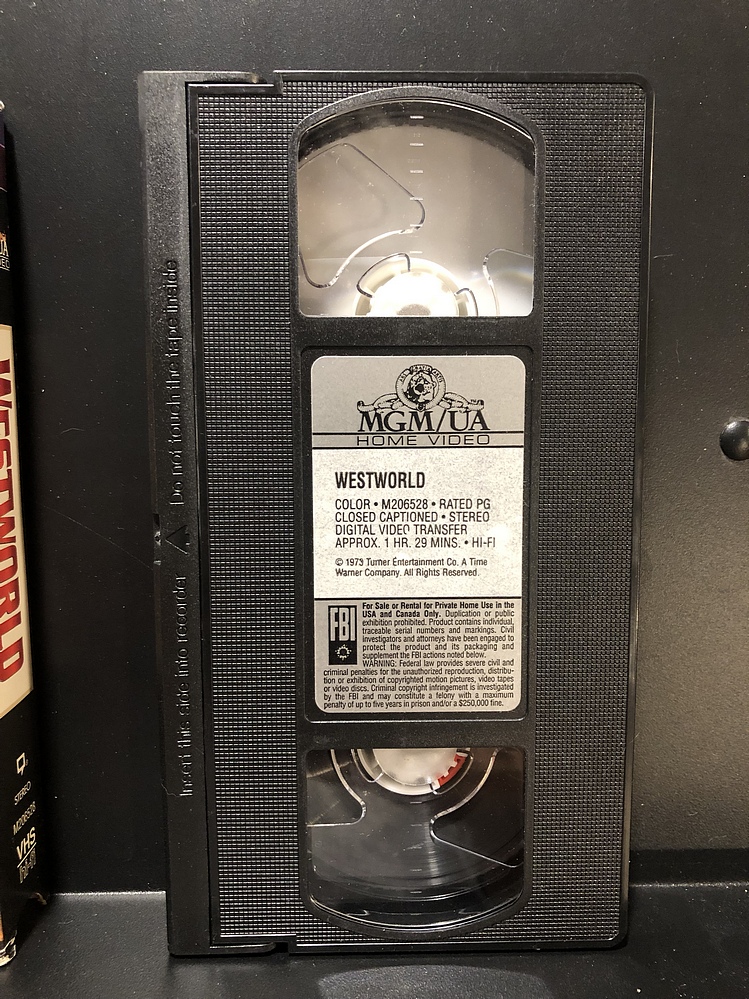 MGM/UA
HOME VIDEO
WESTWORLD
COLOR • M206528 • RATED PG
CLOSED CAPTIONED • STEREO
DIGITAL VIDEO TRANSFER
APPROX. 1 HR. 29 MINS. • HI-FI
© 1973 Turner Entertainment Co. A Time
Warner Company. All Rights Reserved.
FBI
For Sale or Rental for Private Home Use in the
USA and Canada Only. Duplication or public
exhibition prohibited. Product contains individual,
traceable serial numbers and markings. Civil
investigators and attorneys have been engaged to
protect the product and its packaging and
supplement the FBI actions noted below.
WARNING: Federal law provides severe civil and
criminal penalties for the unauthorized reproduction, distribu-
tion or exhibition of copyrighted motion pictures, video tapes
or video discs. Criminal copyright infringement is investigated
by the FBI and may constitute a felony with a maximum
penalty of up to five years in prison and/or a $250,000 fine.
Insert this side into recorder
Do not touch the tape inside
WESTWORLD
STEREO
M206528
VHS